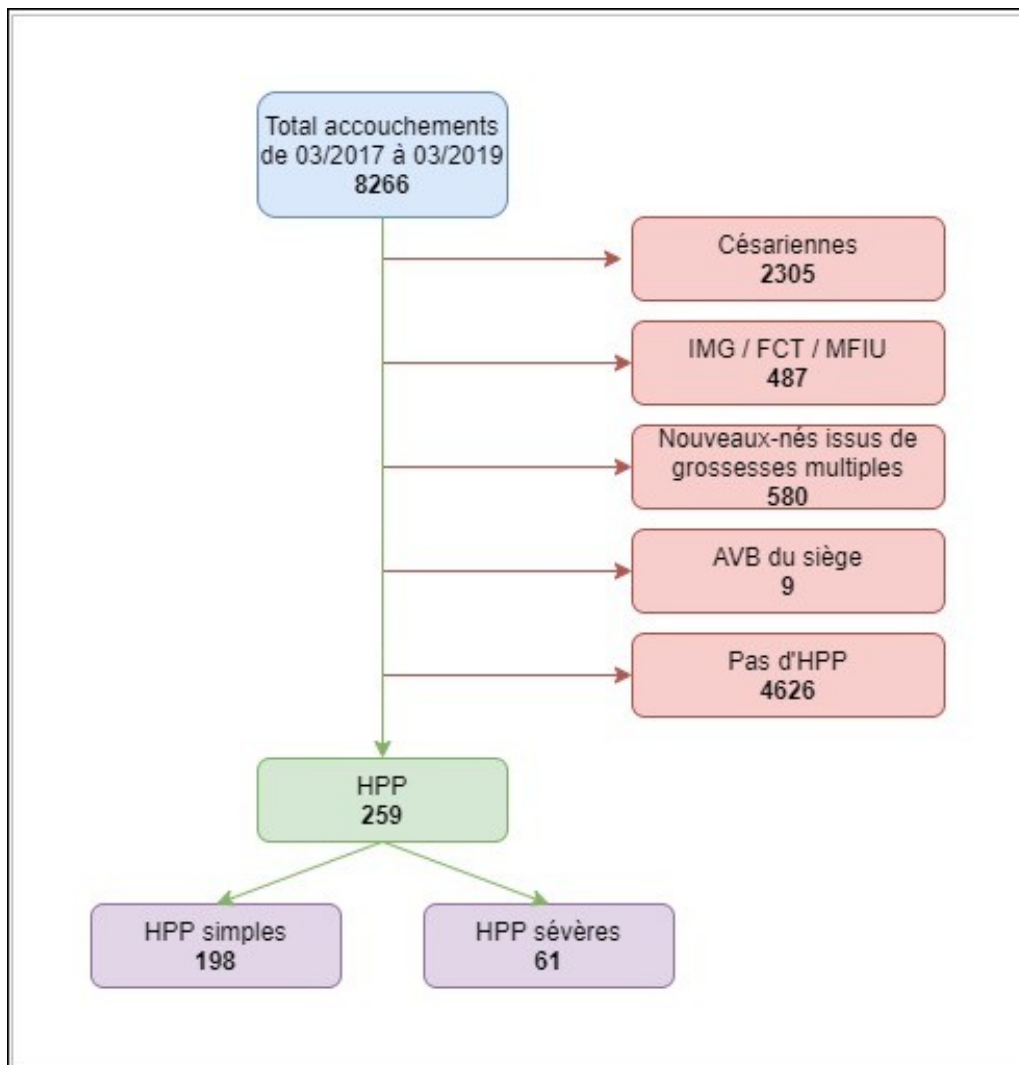 Total accouchements
de 03/2017 à 03/2019
8266
Césariennes
2305
IMG / FCT / MFIU
487
Nouveaux-nés issus de
grossesses multiples
580
AVB du siège
9
Pas d'HPP
4626
HPP
259
HPP simples
198
HPP sévères
61